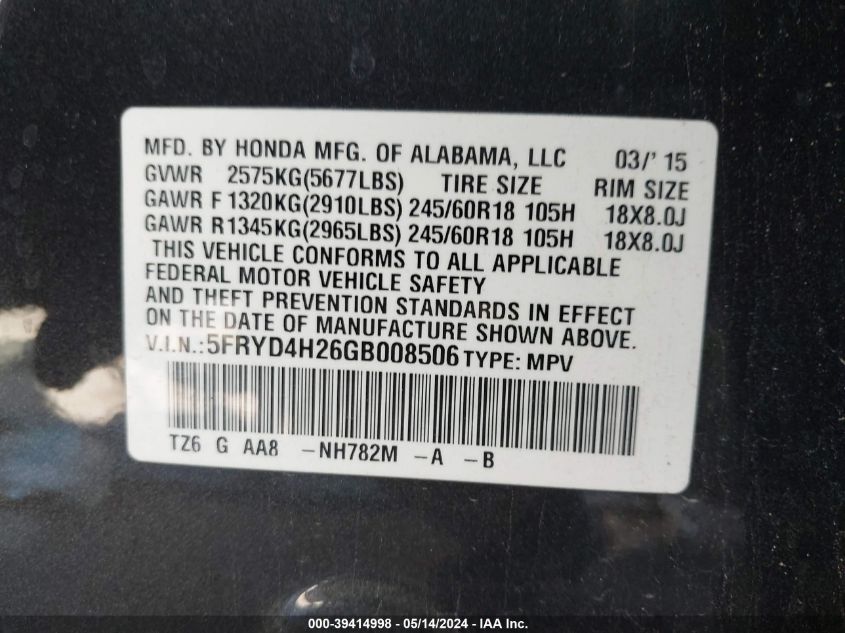 MFD. BY HONDA MFG. OF ALABAMA, LLC 03/' 15
GVWR 2575KG(5677LBS) TIRE SIZE RIM SIZE
GAWR F 1320KG(2910LBS) 245/60R18 105H 18X8.0J
GAWR R1345KG(2965LBS) 245/60R18 105H 18X8.0J
THIS VEHICLE CONFORMS TO ALL APPLICABLE
FEDERAL MOTOR VEHICLE SAFETY
AND THEFT PREVENTION STANDARDS IN EFFECT
ON THE DATE OF MANUFACTURE SHOWN ABOVE.
V.I.N.:5FRYD4H26GB008506 TYPE: MPV
TZ6 G AA8 -NH782M -A -B
000-39414998 - 05/14/2024 - IAA Inc.